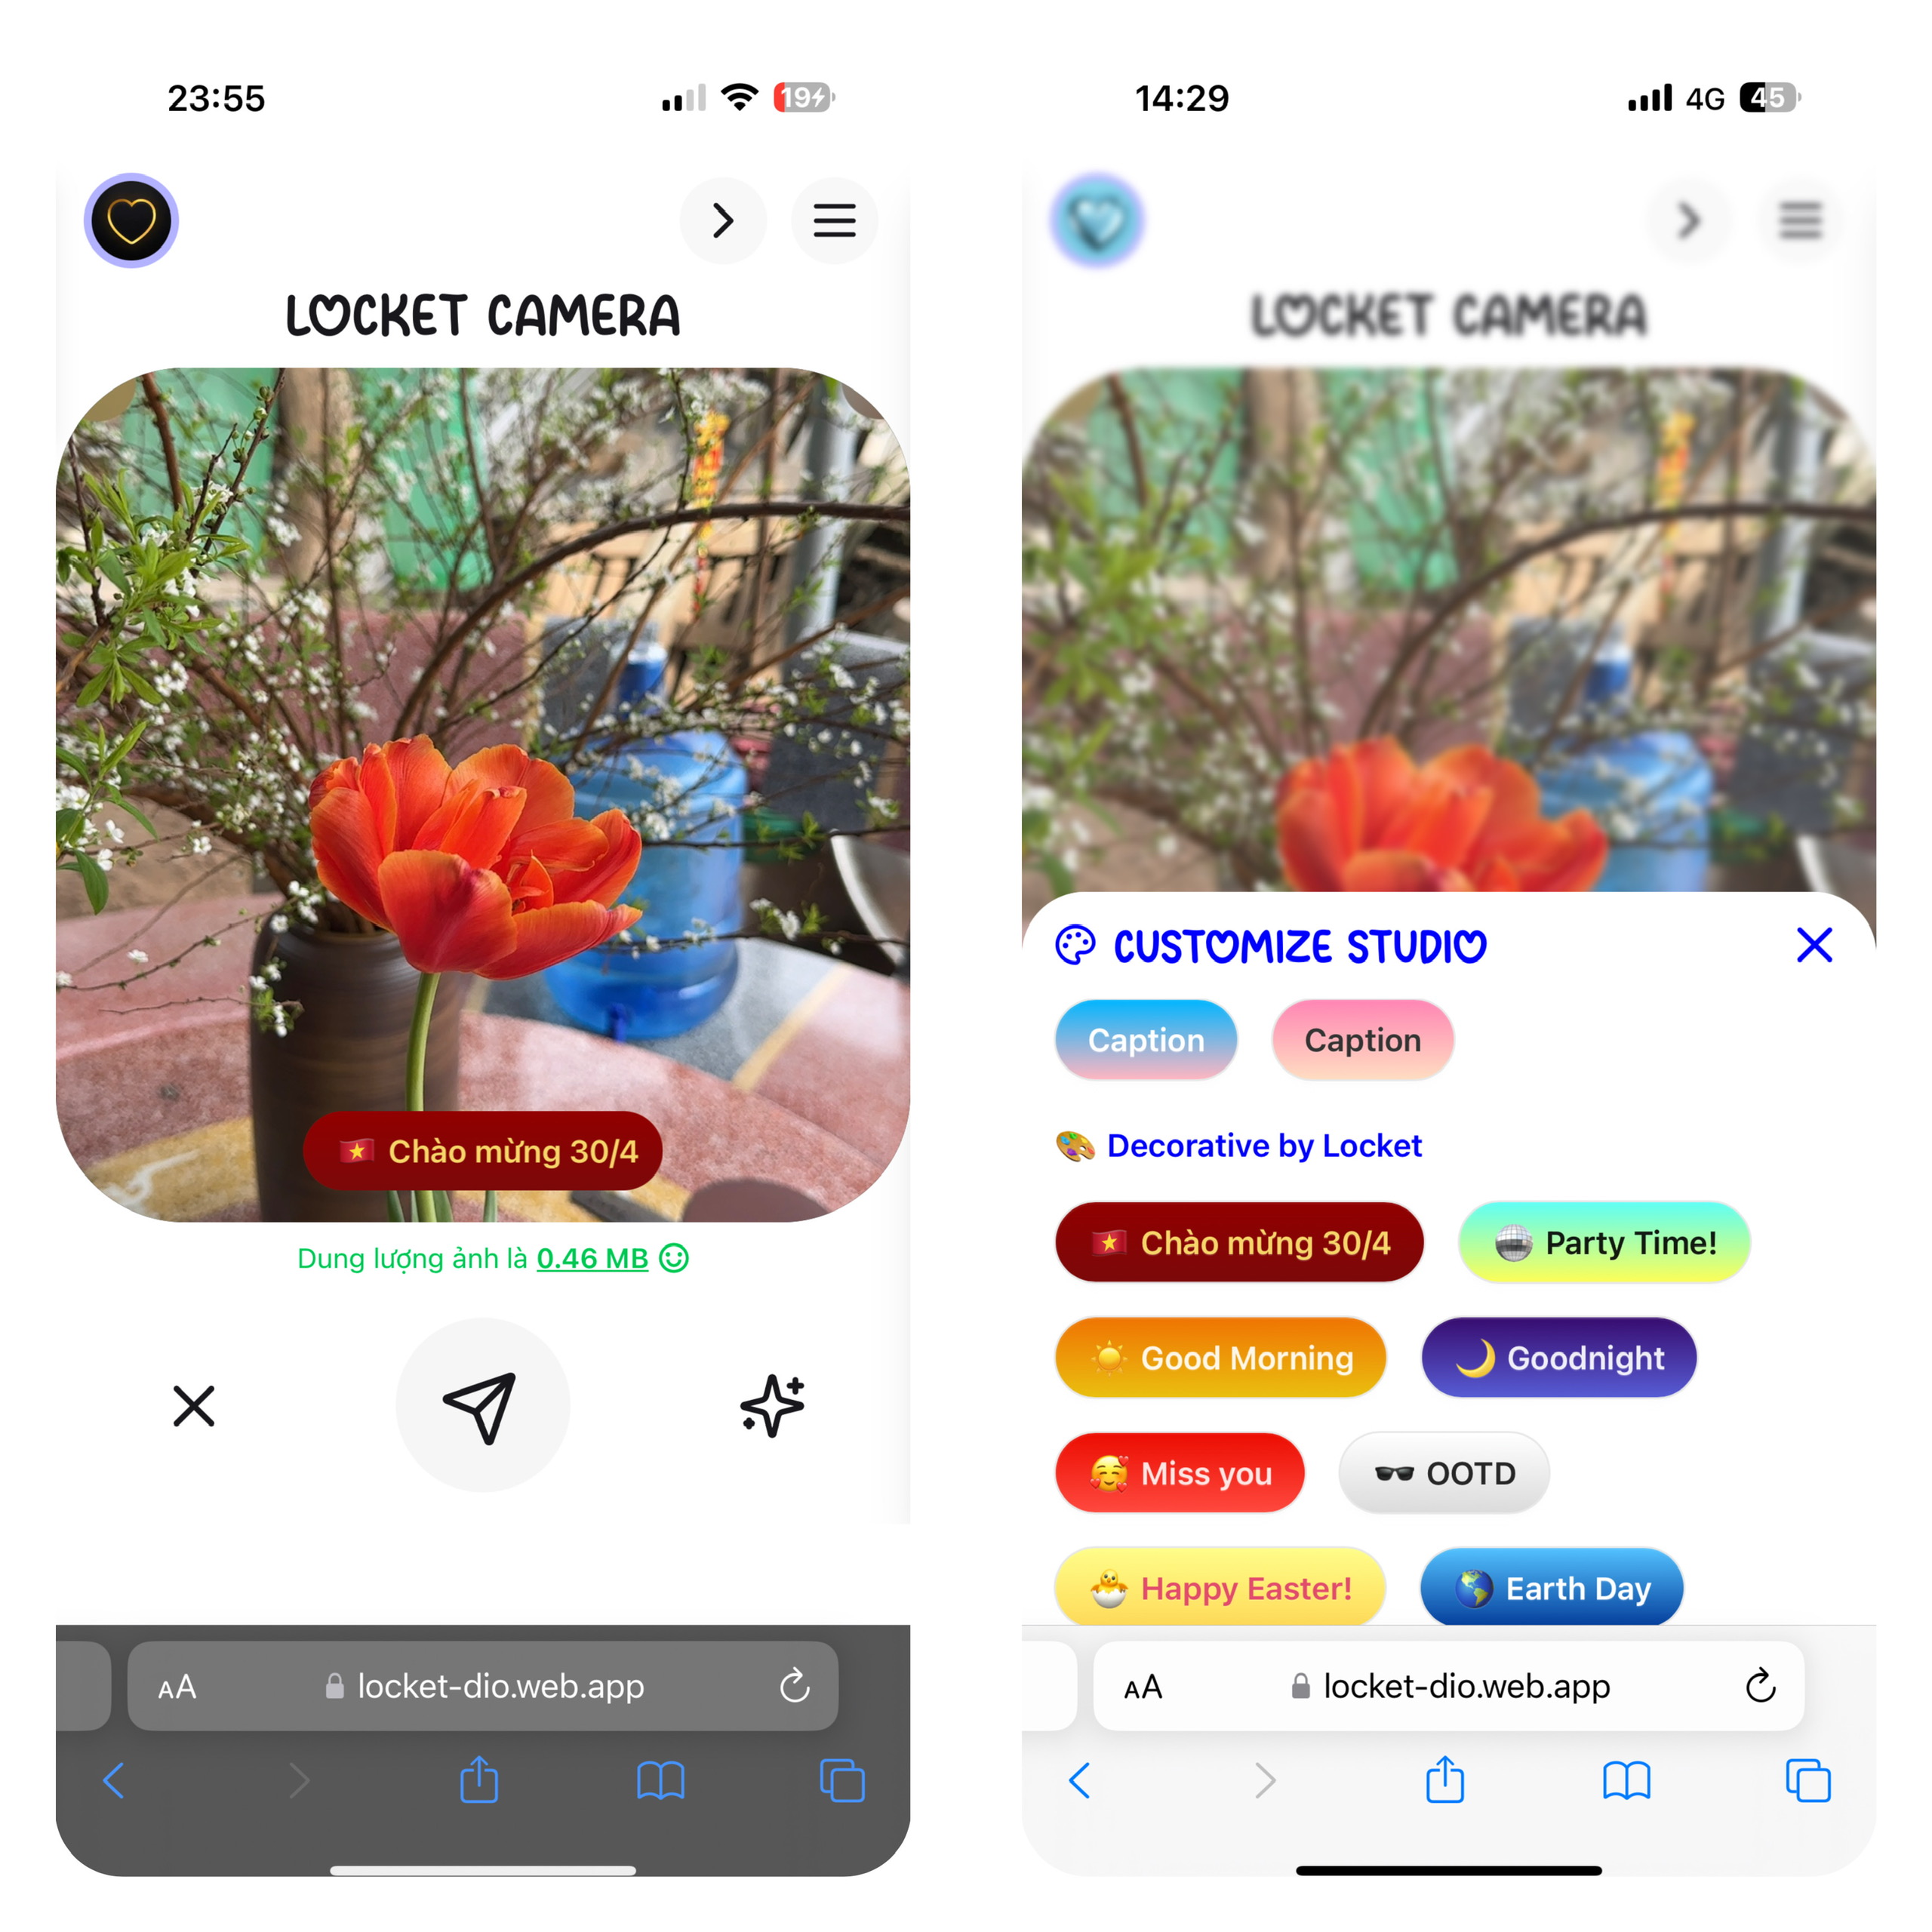 23:55
19
LOCKET CAMERA
Chào mừng 30/4
Dung lượng ảnh là 0.46 MB
AA
locket-dio.web.app
14:29
4G
45
LOCKET CAMERA
CUSTOMIZE STUDIO
Caption
Caption
Decorative by Locket
Chào mừng 30/4
Party Time!
Good Morning
Goodnight
Miss you
OOTD
Happy Easter!
Earth Day
AA
locket-dio.web.app